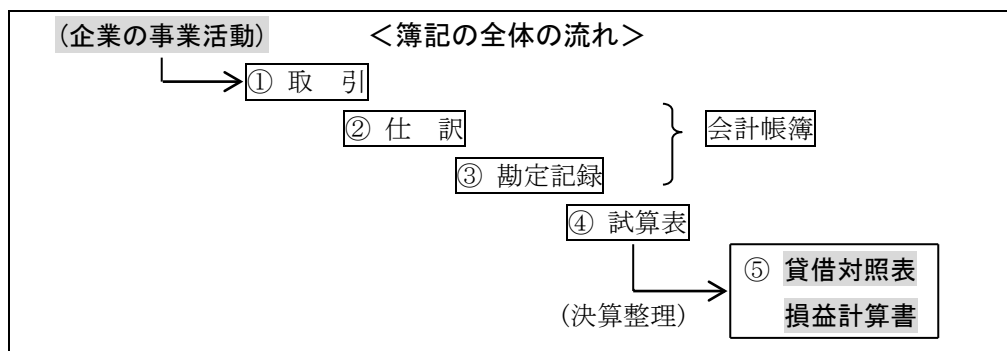 (企業の事業活動) <簿記の全体の流れ>
① 取 引
② 仕 訳
会計帳簿
③ 勘定記録
④ 試算表
⑤ 貸借対照表
(決算整理) 損益計算書